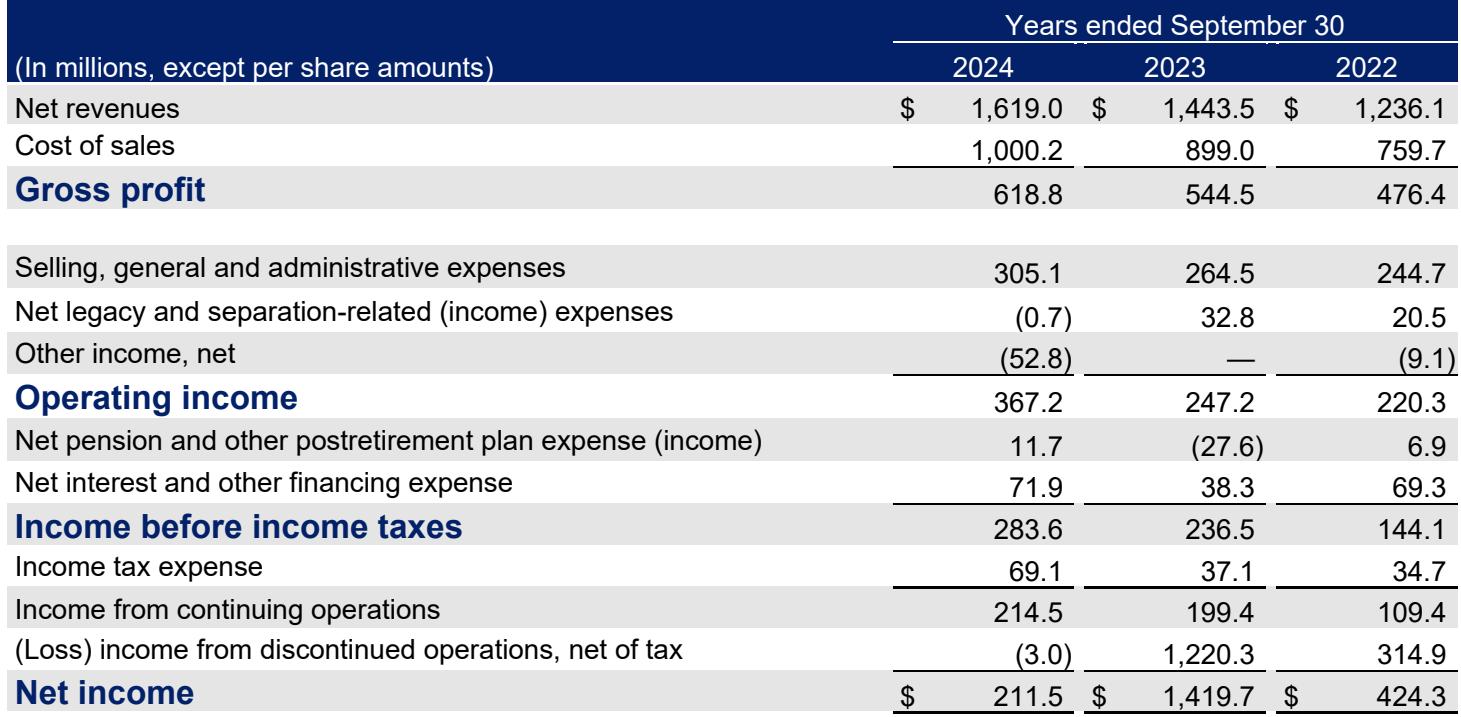 Years ended September 30
(In millions, except per share amounts) 2024 2023 2022
Net revenues $ 1,619.0 $ 1,443.5 $ 1,236.1
Cost of sales 1,000.2 899.0 759.7
Gross profit 618.8 544.5 476.4
Selling, general and administrative expenses 305.1 264.5 244.7
Net legacy and separation-related (income) expenses (0.7) 32.8 20.5
Other income, net (52.8) — (9.1)
Operating income 367.2 247.2 220.3
Net pension and other postretirement plan expense (income) 11.7 (27.6) 6.9
Net interest and other financing expense 71.9 38.3 69.3
Income before income taxes 283.6 236.5 144.1
Income tax expense 69.1 37.1 34.7
Income from continuing operations 214.5 199.4 109.4
(Loss) income from discontinued operations, net of tax (3.0) 1,220.3 314.9
Net income $ 211.5 $ 1,419.7 $ 424.3